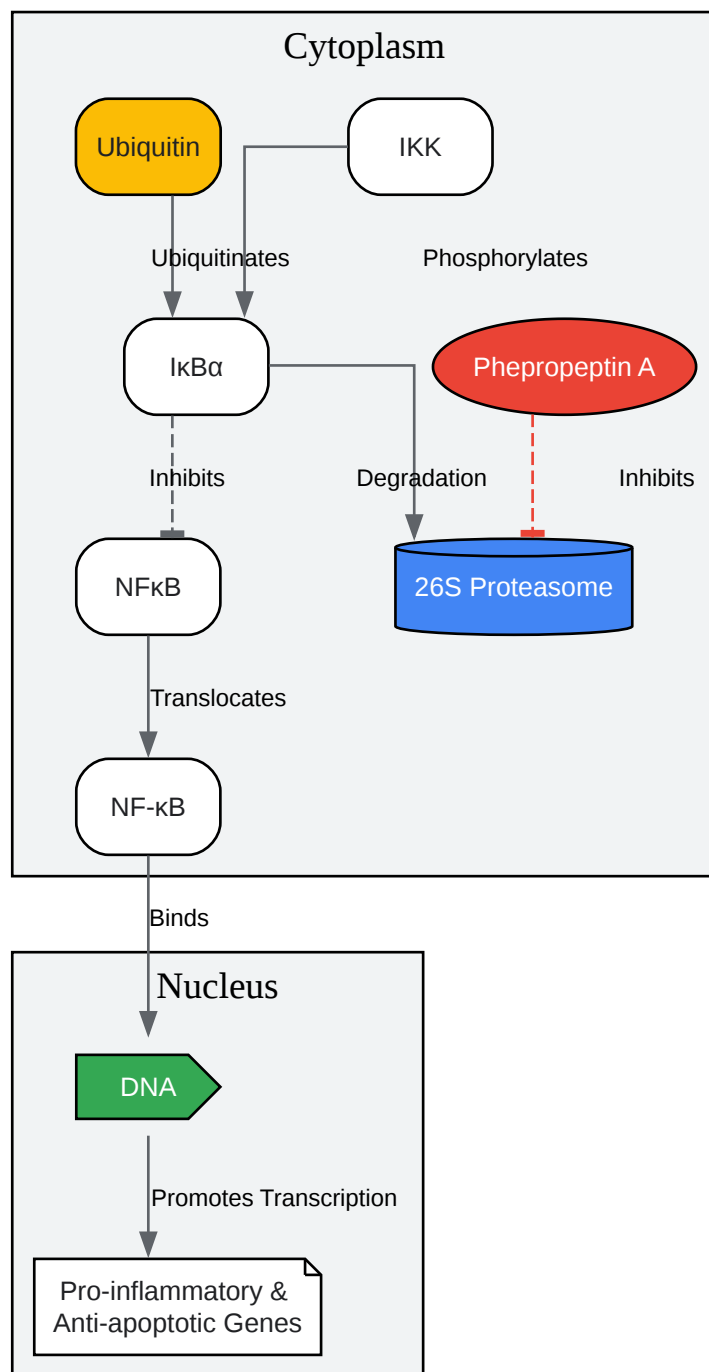 Cytoplasm
Ubiquitin
IKK
Ubiquitinates
Phosphorylates
IκBα
Phepropeptin A
Inhibits
Degradation
Inhibits
NFκB
26S Proteasome
Translocates
NF-κB
Binds
Nucleus
DNA
Promotes Transcription
Pro-inflammatory &
Anti-apoptotic Genes